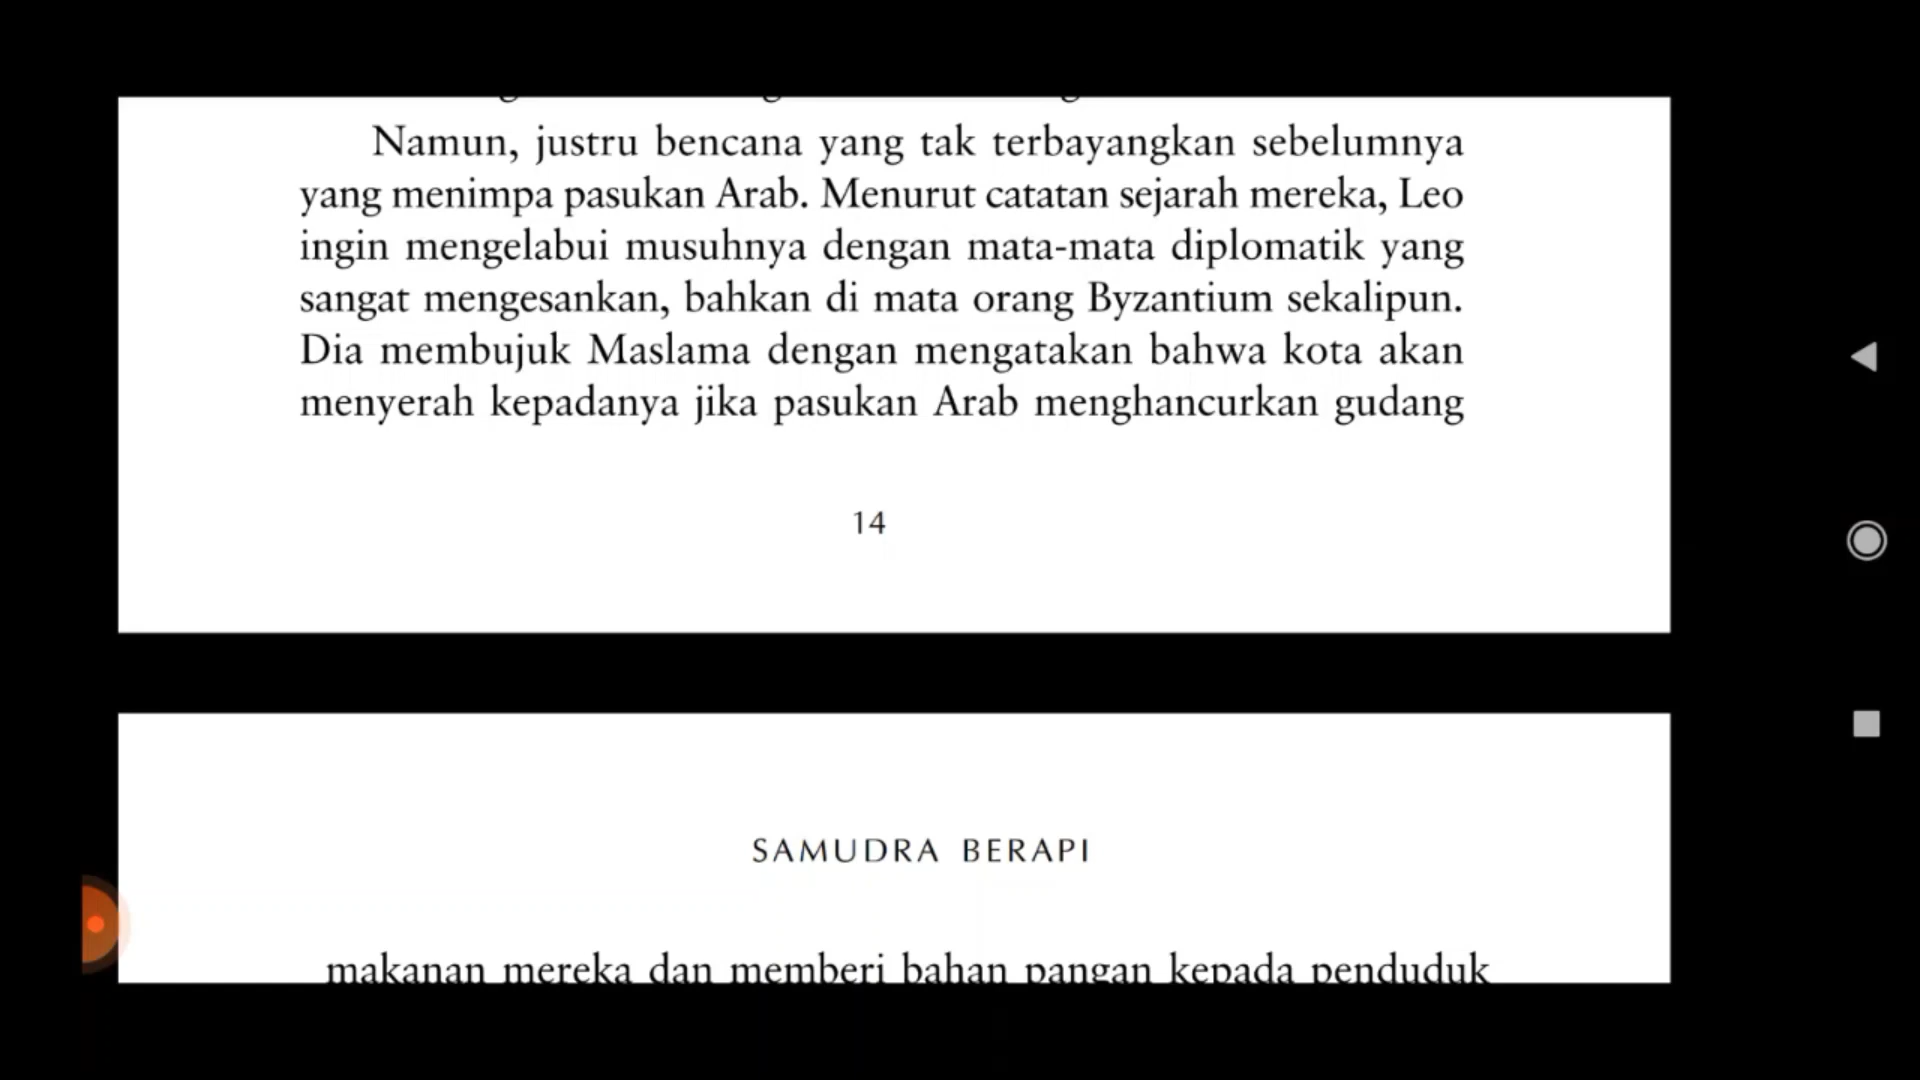 Namun, justru bencana yang tak terbayangkan sebelumnya
yang menimpa pasukan Arab. Menurut catatan sejarah mereka, Leo
ingin mengelabui musuhnya dengan mata-mata diplomatik yang
sangat mengesankan, bahkan di mata orang Byzantium sekalipun.
Dia membujuk Maslama dengan mengatakan bahwa kota akan
menyerah kepadanya jika pasukan Arab menghancurkan gudang
14
SAMUDRA BERAPI
makanan mereka dan memberi bahan pangan kepada penduduk